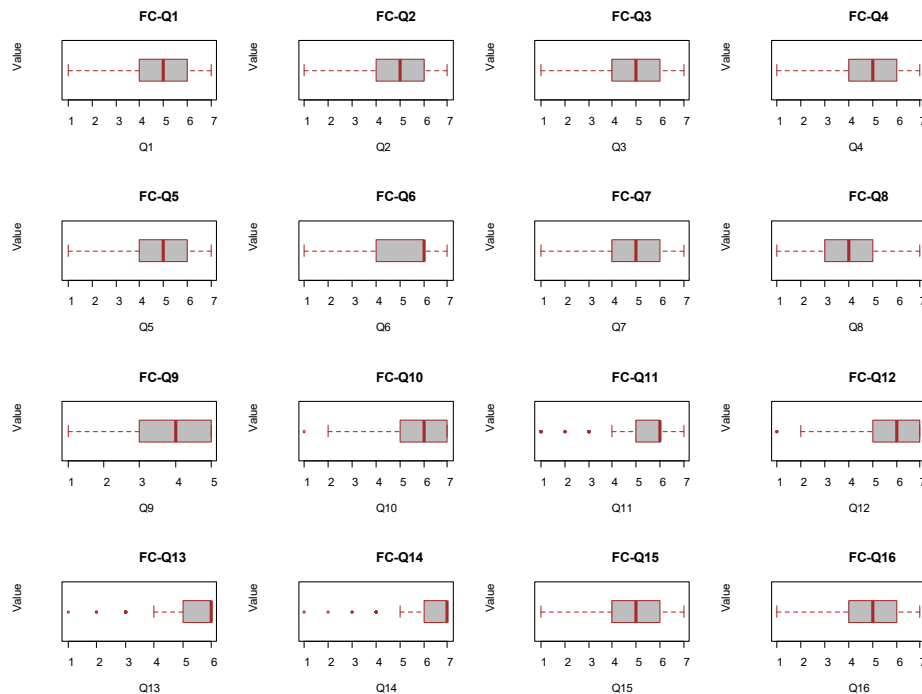 FC-Q1 FC-Q2 FC-Q3 FC-Q4
Value Value Value Value
1 2 3 4 5 6 7 1 2 3 4 5 6 7 1 2 3 4 5 6 7 1 2 3 4 5 6 7
Q1 Q2 Q3 Q4
FC-Q5 FC-Q6 FC-Q7 FC-Q8
Value Value Value Value
1 2 3 4 5 6 7 1 2 3 4 5 6 7 1 2 3 4 5 6 7 1 2 3 4 5 6 7
Q5 Q6 Q7 Q8
FC-Q9 FC-Q10 FC-Q11 FC-Q12
Value Value Value Value
1 2 3 4 5 1 2 3 4 5 6 7 1 2 3 4 5 6 7 1 2 3 4 5 6 7
Q9 Q10 Q11 Q12
FC-Q13 FC-Q14 FC-Q15 FC-Q16
Value Value Value Value
1 2 3 4 5 6 1 2 3 4 5 6 7 1 2 3 4 5 6 7 1 2 3 4 5 6 7
Q13 Q14 Q15 Q16